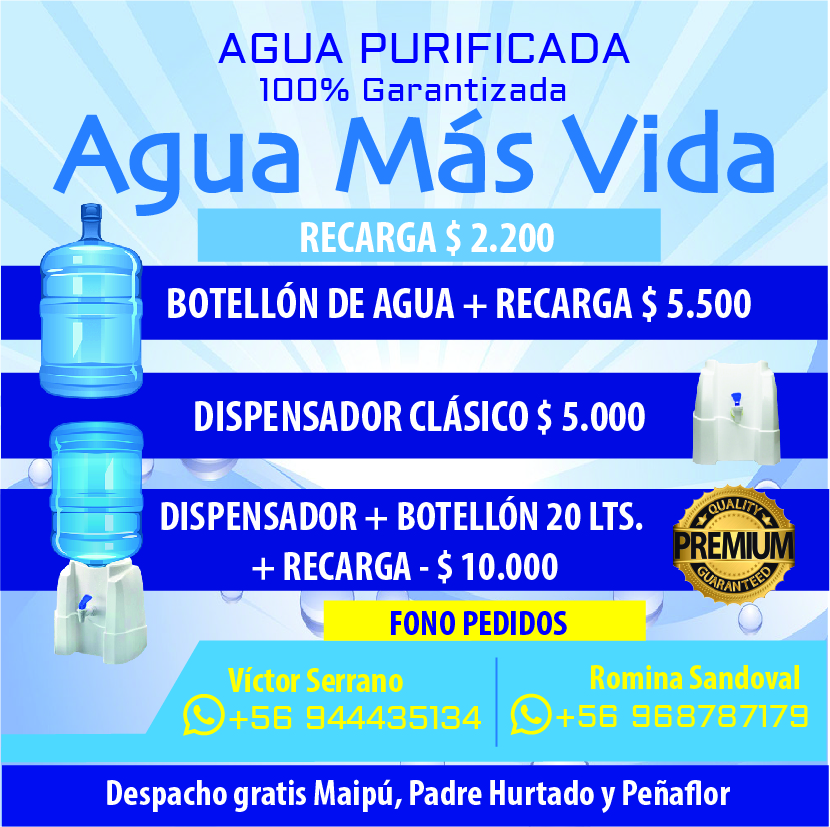 AGUA PURIFICADA
100% Garantizada
Agua Más Vida
RECARGA $ 2.200
BOTELLÓN DE AGUA + RECARGA $ 5.500
DISPENSADOR CLÁSICO $ 5.000
DISPENSADOR + BOTELLÓN 20 LTS.
+ RECARGA - $ 10.000
QUALITY
PREMIUM
GUARANTEED
FONO PEDIDOS
Víctor Serrano
+56 944435134
Romina Sandoval
+56 968787179
Despacho gratis Maipú, Padre Hurtado y Peñaflor